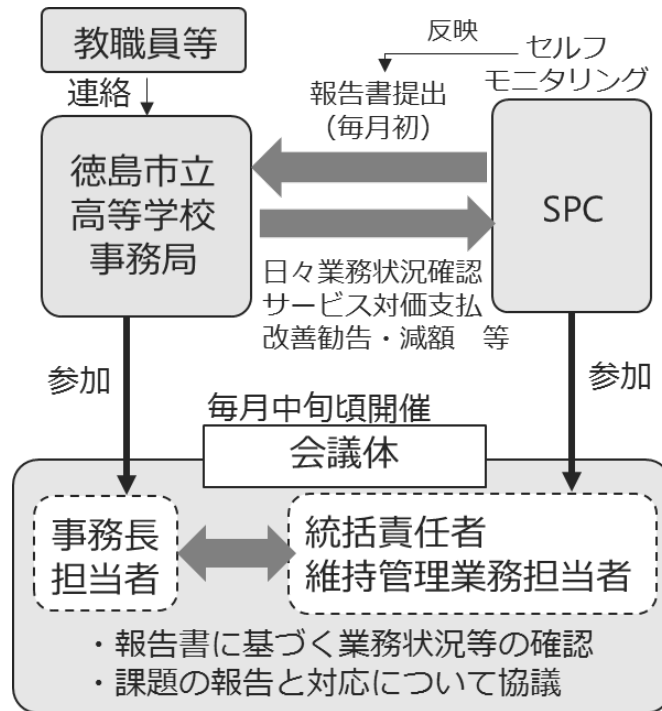 教職員等
連絡
反映
セルフ
モニタリング
報告書提出
（毎月初）
徳島市立
高等学校
事務局
SPC
日々業務状況確認
サービス対価支払
改善勧告・減額　等
参加
参加
毎月中旬頃開催
会議体
事務長
担当者
統括責任者
維持管理業務担当者
・報告書に基づく業務状況等の確認
・課題の報告と対応について協議